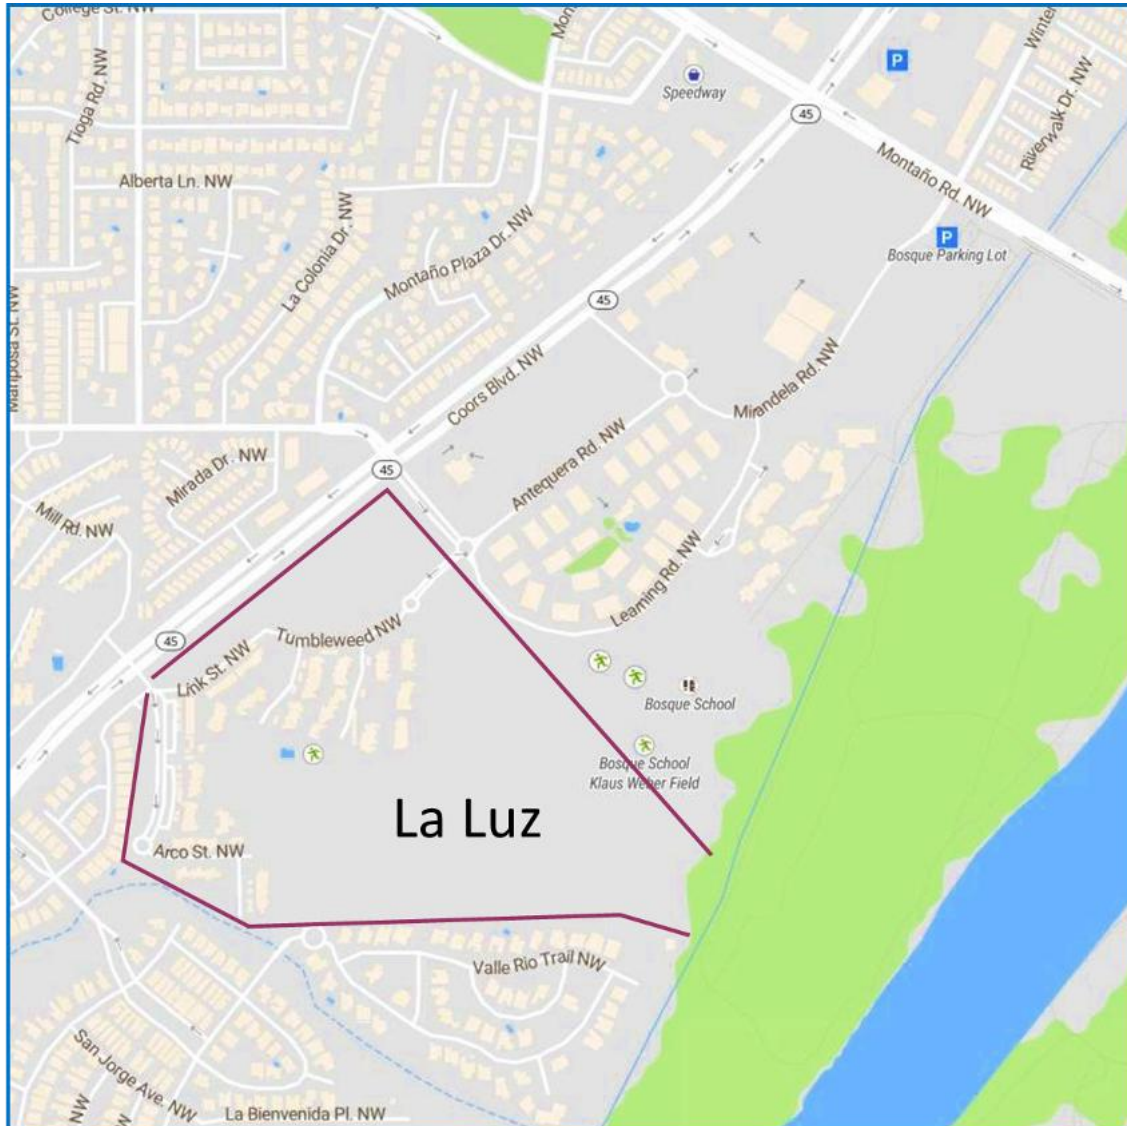 College St. NW
Tioga Rd. NW
Mon
Winter
Speedway
45
Riverwalk Dr. NW
Montaño Rd. NW
Alberta Ln. NW
La Colonia Dr. NW
Montaño Plaza Dr. NW
P
P
Bosque Parking Lot
45
Mariposa St. NW
Coors Blvd. NW
Mirandela Rd. NW
Antequera Rd. NW
Mirada Dr. NW
45
Mill Rd. NW
Learning Rd. NW
45
Tumbleweed NW
Link St. NW
Bosque School
Bosque School
Klaus Weber Field
La Luz
Arco St. NW
Valle Rio Trail NW
San Jorge Ave. NW
La Bienvenida Pl. NW
NW
NW